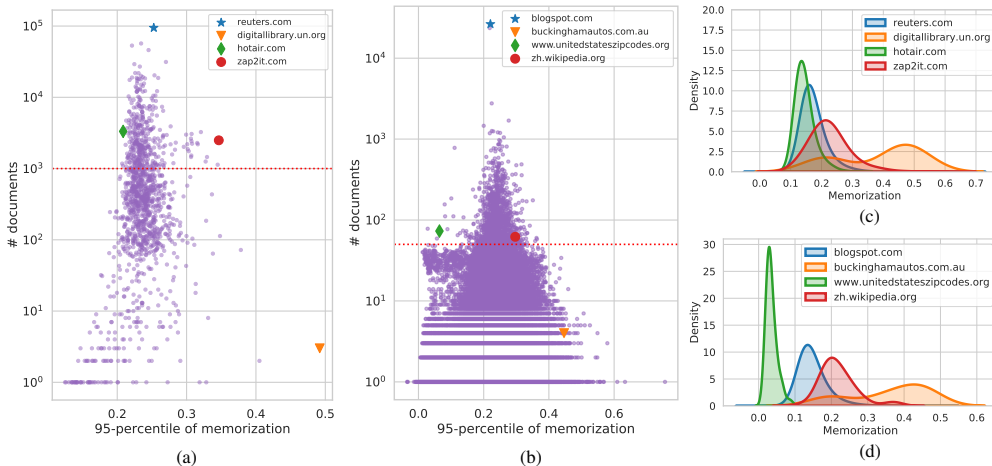 reuters.com
digitallibrary.un.org
hotair.com
zap2it.com
# documents
10⁵
10⁴
10³
10²
10¹
10⁰
0.2 0.3 0.4 0.5
95-percentile of memorization
(a)
blogspot.com
buckinghamautos.com.au
www.unitedstateszipcodes.org
zh.wikipedia.org
# documents
10⁴
10³
10²
10¹
10⁰
0.0 0.2 0.4 0.6
95-percentile of memorization
(b)
reuters.com
digitallibrary.un.org
hotair.com
zap2it.com
Density
20.0
17.5
15.0
12.5
10.0
7.5
5.0
2.5
0.0
0.0 0.1 0.2 0.3 0.4 0.5 0.6 0.7
Memorization
(c)
blogspot.com
buckinghamautos.com.au
www.unitedstateszipcodes.org
zh.wikipedia.org
Density
30
25
20
15
10
5
0
0.0 0.1 0.2 0.3 0.4 0.5 0.6
Memorization
(d)